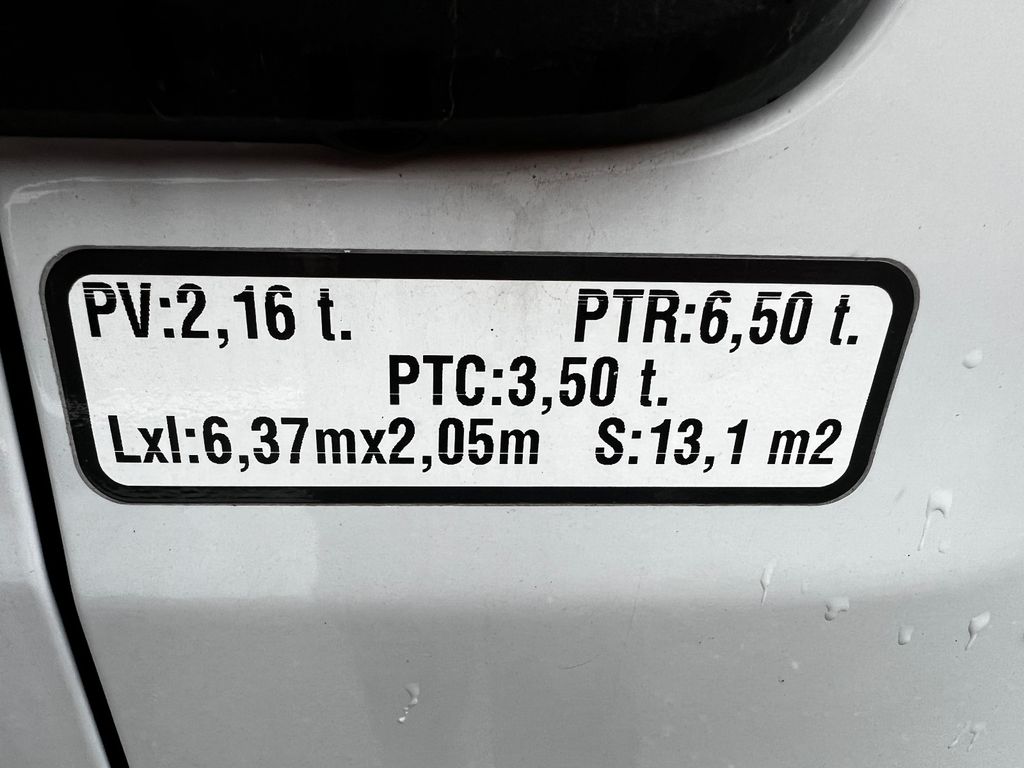 PV:2,16 t. PTR:6,50 t.
PTC:3,50 t.
Lxl:6,37mx2,05m S:13,1 m2